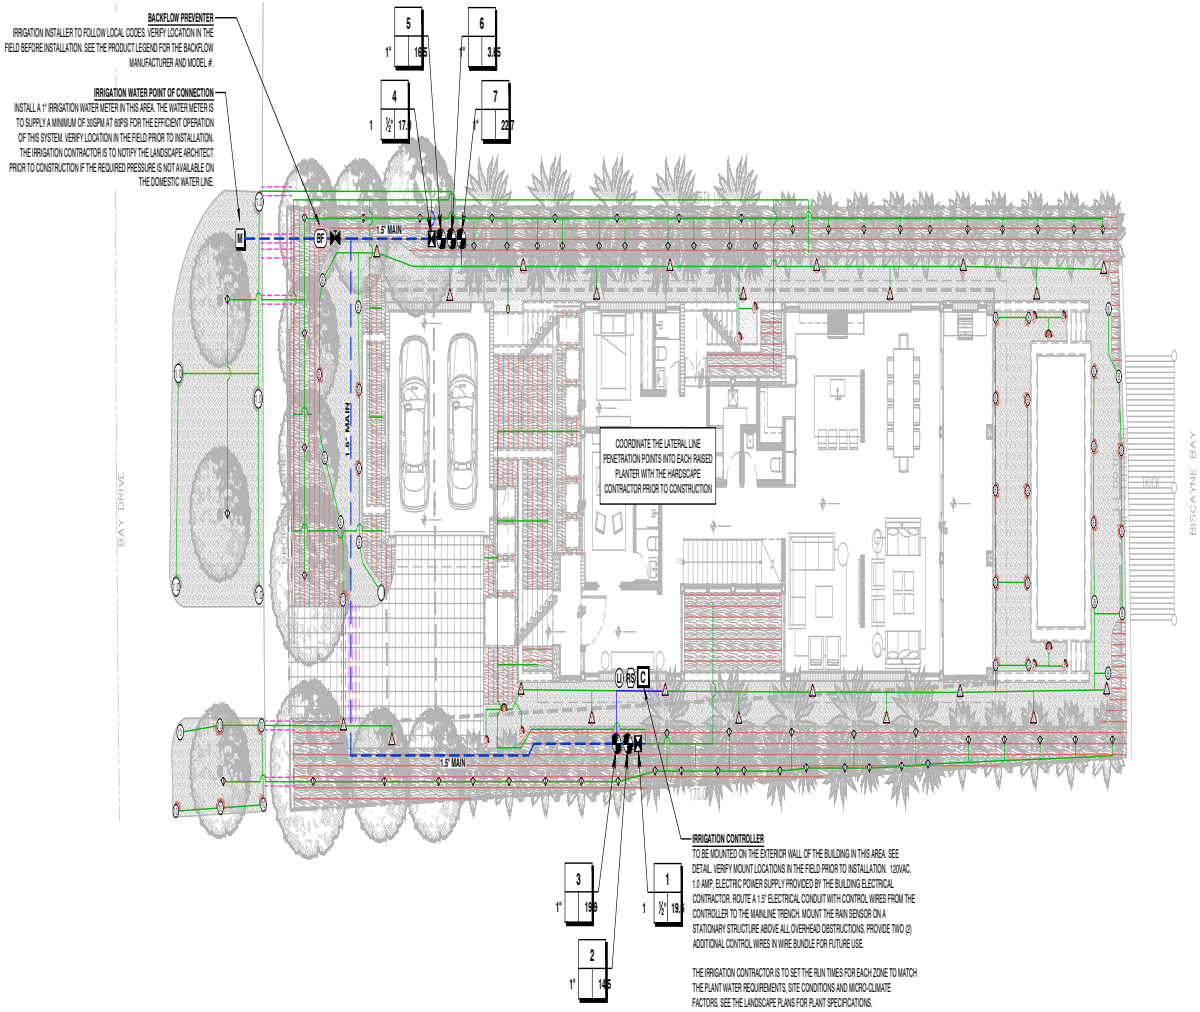 BACKFLOW PREVENTER
IRRIGATION INSTALLER TO FOLLOW LOCAL CODES. VERIFY LOCATION IN THE
FIELD BEFORE INSTALLATION. SEE THE PRODUCT LEGEND FOR THE BACKFLOW
MANUFACTURER AND MODEL #.
IRRIGATION WATER POINT OF CONNECTION
INSTALL A 1" IRRIGATION WATER METER IN THIS AREA. THE WATER METER IS
TO SUPPLY A MINIMUM OF 30GPM AT 60PSI FOR THE EFFICIENT OPERATION
OF THIS SYSTEM. VERIFY LOCATION IN THE FIELD PRIOR TO INSTALLATION.
THE IRRIGATION CONTRACTOR IS TO NOTIFY THE LANDSCAPE ARCHITECT
PRIOR TO CONSTRUCTION IF THE REQUIRED PRESSURE IS NOT AVAILABLE ON
THE DOMESTIC WATER LINE.
5
1"
6
1"
4
1 ½"
7
1"
M
BF
1.5" MAIN
1.5" MAIN
BAY DRIVE
COORDINATE THE LATERAL LINE
PENETRATION POINTS INTO EACH RAISED
PLANTER WITH THE HARDSCAPE
CONTRACTOR PRIOR TO CONSTRUCTION
DOCK
BISCAYNE BAY
RS
C
1.5" MAIN
3
1"
1
1 ½"
2
1"
IRRIGATION CONTROLLER
TO BE MOUNTED ON THE EXTERIOR WALL OF THE BUILDING IN THIS AREA. SEE
DETAIL. VERIFY MOUNT LOCATIONS IN THE FIELD PRIOR TO INSTALLATION. 120VAC,
1.0 AMP, ELECTRIC POWER SUPPLY PROVIDED BY THE BUILDING ELECTRICAL
CONTRACTOR. ROUTE A 1.5" ELECTRICAL CONDUIT WITH CONTROL WIRES FROM THE
CONTROLLER TO THE MAINLINE TRENCH. MOUNT THE RAIN SENSOR ON A
STATIONARY STRUCTURE ABOVE ALL OVERHEAD OBSTRUCTIONS. PROVIDE TWO (2)
ADDITIONAL CONTROL WIRES IN WIRE BUNDLE FOR FUTURE USE.
THE IRRIGATION CONTRACTOR IS TO SET THE RUN TIMES FOR EACH ZONE TO MATCH
THE PLANT WATER REQUIREMENTS, SITE CONDITIONS AND MICRO-CLIMATE
FACTORS. SEE THE LANDSCAPE PLANS FOR PLANT SPECIFICATIONS.